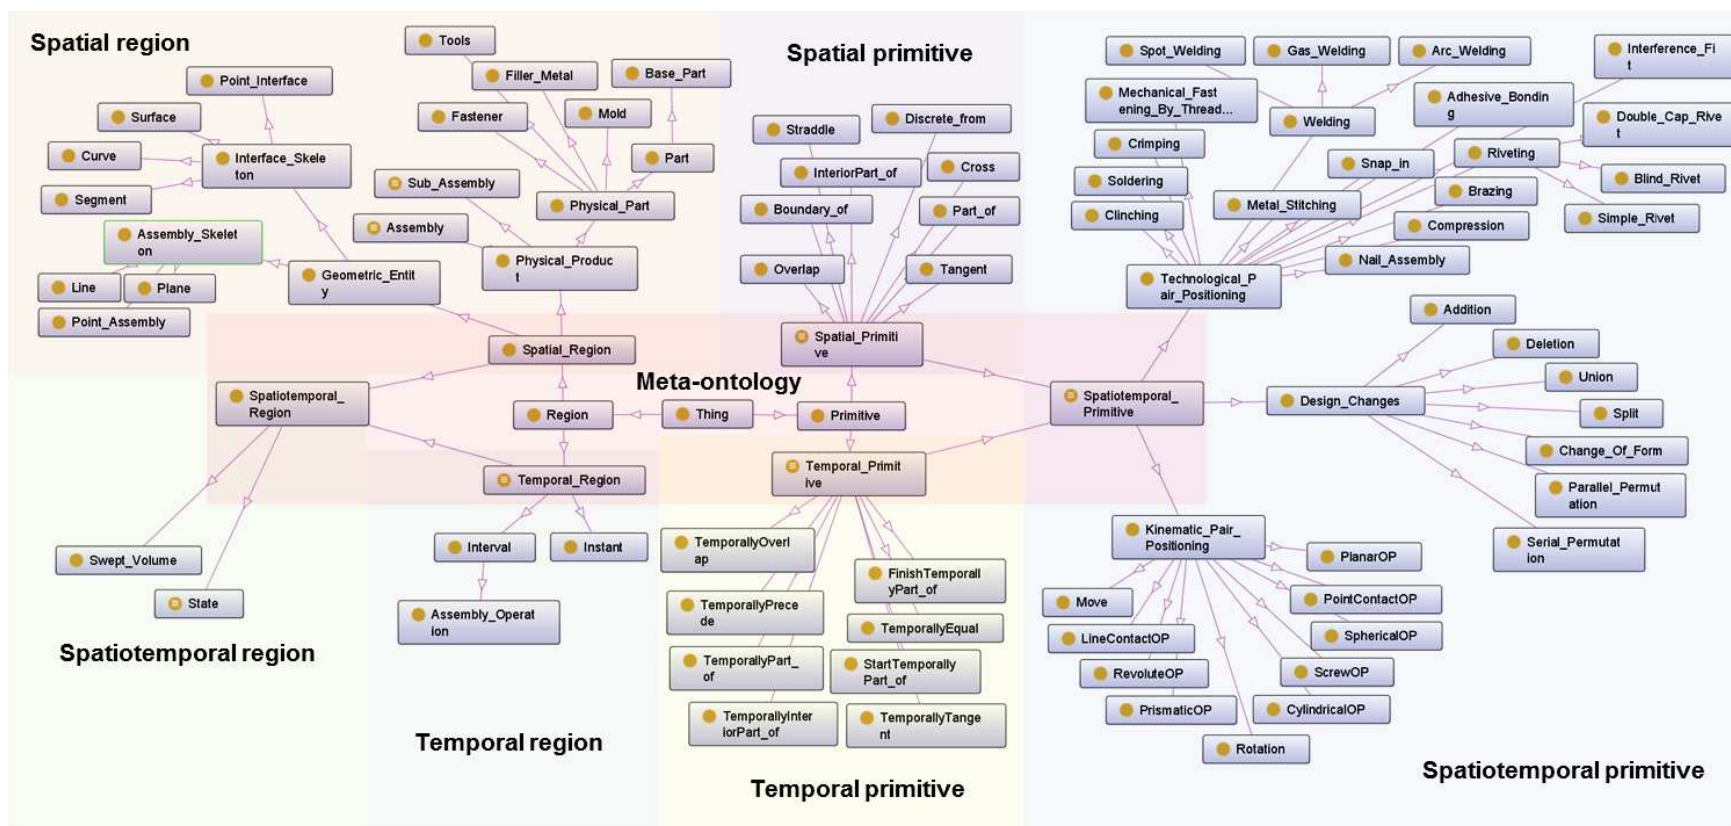 Spatial region
Tools
Point_Interface
Filler_Metal
Base_Part
Surface
Fastener
Mold
Curve
Interface_Skele
ton
Part
Sub_Assembly
Segment
Physical_Part
Assembly_Skelet
on
Assembly
Physical_Produc
t
Geometric_Entit
y
Line
Plane
Point_Assembly
Spatial_Region
Spatial primitive
Discrete_from
Straddle
InteriorPart_of
Cross
Boundary_of
Part_of
Overlap
Tangent
Spatial_Primiti
ve
Spot_Welding
Gas_Welding
Arc_Welding
Interference_Fi
t
Mechanical_Fas
tening_By_Thread...
Adhesive_Bondin
g
Welding
Double_Cap_Rive
t
Crimping
Snap_in
Riveting
Soldering
Blind_Rivet
Brazing
Clinching
Metal_Stitching
Simple_Rivet
Compression
Nail_Assembly
Technological_P
air_Positioning
Meta-ontology
Spatiotemporal_
Region
Region
Thing
Primitive
Spatiotemporal_
Primitive
Temporal_Region
Temporal_Primit
ive
Addition
Deletion
Union
Design_Changes
Split
Change_Of_Form
Parallel_Permut
ation
Serial_Permutat
ion
Swept_Volume
State
Spatiotemporal region
Interval
Instant
Assembly_Operat
ion
Temporal region
TemporallyOverl
ap
FinishTemporall
yPart_of
TemporallyPrece
de
TemporallyEqual
TemporallyPart_
of
StartTemporally
Part_of
TemporallyInter
iorPart_of
TemporallyTange
nt
Temporal primitive
Kinematic_Pair_
Positioning
PlanarOP
Move
PointContactOP
LineContactOP
SphericalOP
RevoluteOP
ScrewOP
PrismaticOP
CylindricalOP
Rotation
Spatiotemporal primitive